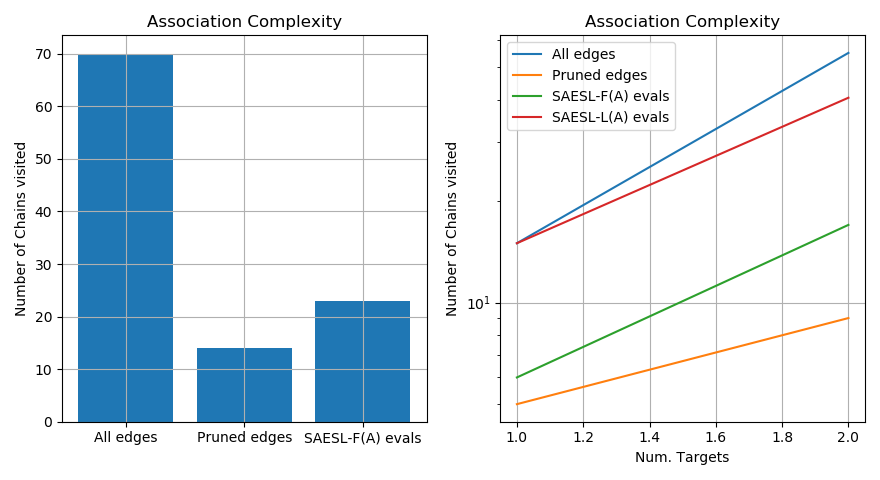 Association Complexity
Number of Chains visited
70
60
50
40
30
20
10
0
All edges
Pruned edges
SAESL-F(A) evals
Association Complexity
Number of Chains visited
10¹
All edges
Pruned edges
SAESL-F(A) evals
SAESL-L(A) evals
1.0
1.2
1.4
1.6
1.8
2.0
Num. Targets